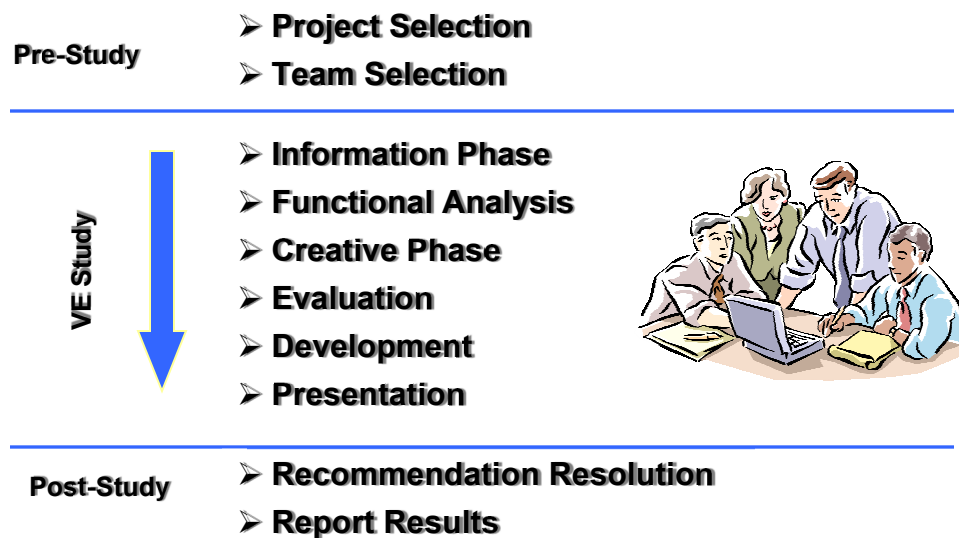 Pre-Study
➢ Project Selection
➢ Team Selection
VE Study
➢ Information Phase
➢ Functional Analysis
➢ Creative Phase
➢ Evaluation
➢ Development
➢ Presentation
Post-Study
➢ Recommendation Resolution
➢ Report Results